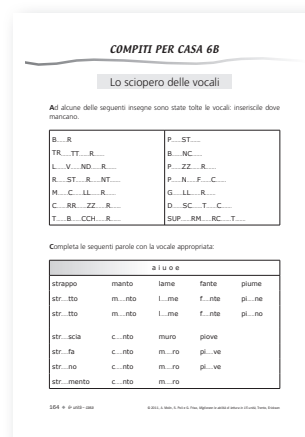 COMPITI PER CASA 6B
Lo sciopero delle vocali
Ad alcune delle seguenti insegne sono state tolte le vocali: inseriscile dove
mancano.
B.....R P.....ST.....
TR.....TT.....R..... B.....NC.....
L.....V.....ND.....R..... P.....ZZ.....R.....
R.....ST.....R.....NT..... P.....N.....F.....C.....
M.....C.....LL.....R..... G.....LL.....R.....
C.....RR.....ZZ.....R..... D.....SC.....T.....C.....
T.....B.....CCH.....R..... SUP.....RM.....RC.....T.....
Completa le seguenti parole con la vocale appropriata:
a i u o e
strappo manto lame fante piume
str....tto m....nto l....me f....nte pi....ne
str....tto m....nto l....me f....nte pi....no
str....scia c....nto muro piove
str....fa c....nto m....ro pi....ve
str....no c....nto m....ro pi....ve
str....mento c....nto m....ro